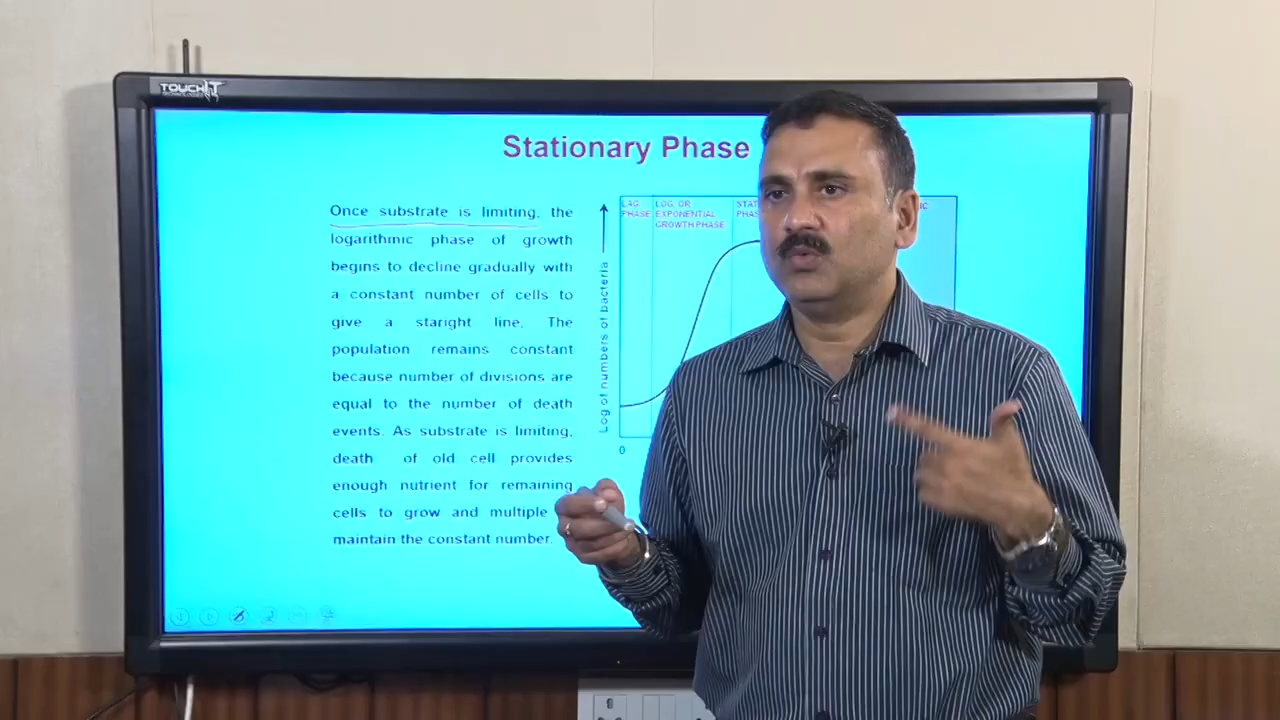 TOUCHIT
Stationary Phase
Once substrate is limiting, the
logarithmic phase of growth
begins to decline gradually with
a constant number of cells to
give a staright line. The
population remains constant
because number of divisions are
equal to the number of death
events. As substrate is limiting,
death of old cell provides
enough nutrient for remaining
cells to grow and multiple
maintain the constant number.
Log of numbers of bacteria
LAG
PHASE
LOG OR
EXPONENTIAL
GROWTH PHASE
STAT
PHAS
IC
0